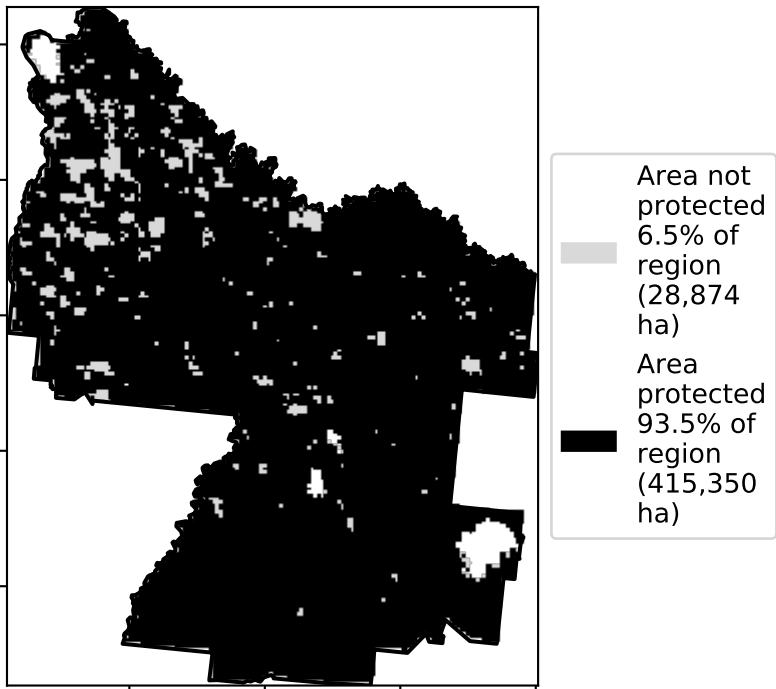 Area not
protected
6.5% of
region
(28,874
ha)
Area
protected
93.5% of
region
(415,350
ha)